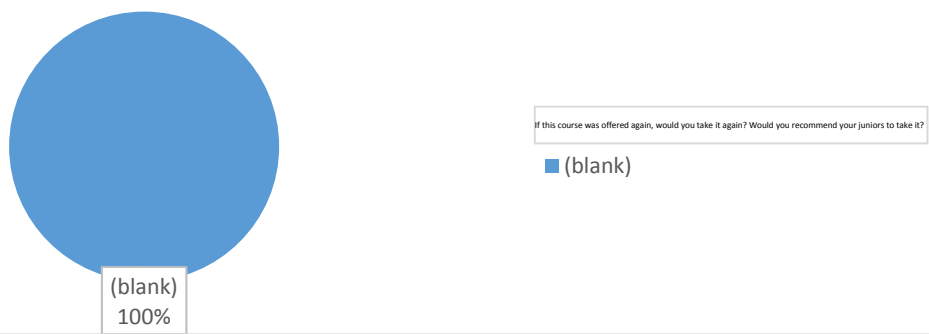 If this course was offered again, would you take it again? Would you recommend your juniors to take it?
(blank)
(blank)
100%